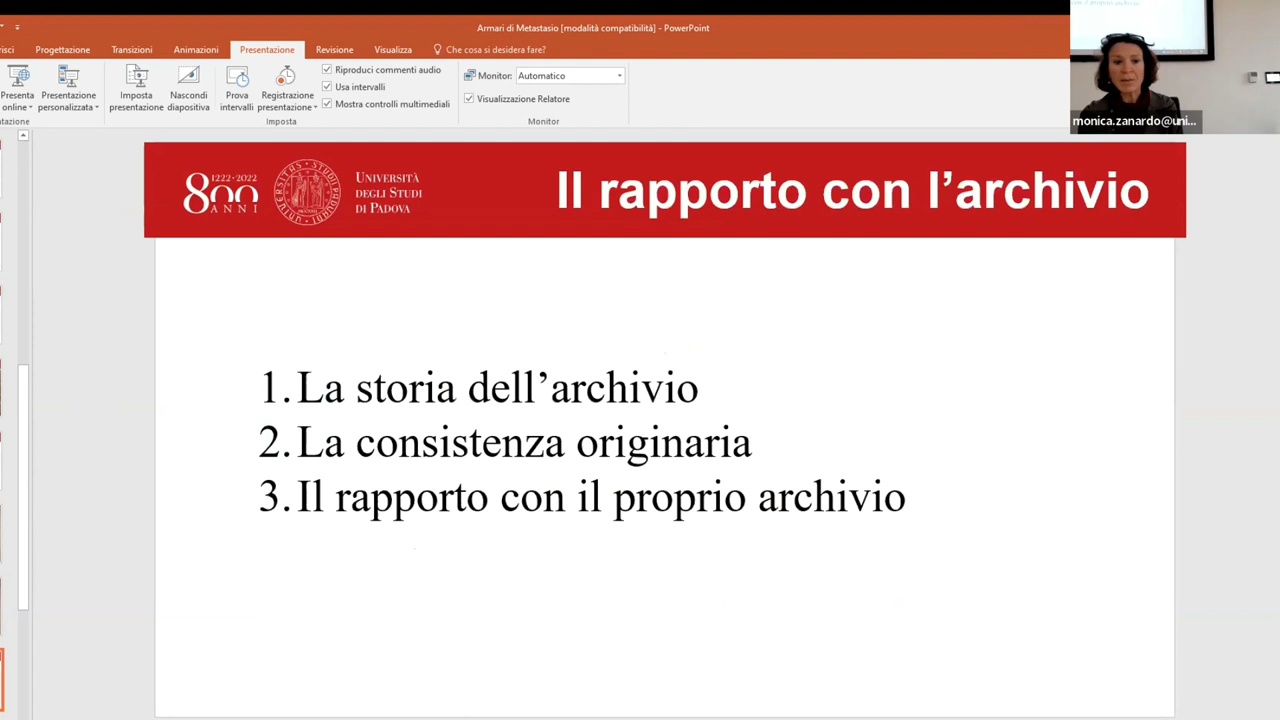 Armari di Metastasio [modalità compatibilità] - PowerPoint
Progettazione Transizioni Animazioni Presentazione Revisione Visualizza Che cosa si desidera fare?
Presenta online
Presentazione personalizzata
Imposta presentazione
Nascondi diapositiva
Prova intervalli
Registrazione presentazione
Riproduci commenti audio
Usa intervalli
Mostra controlli multimediali
Imposta
Monitor: Automatico
Visualizzazione Relatore
Monitor
monica.zanardo@uni...
1222•2022
800
ANNI
UNIVERSITÀ
DEGLI STUDI
DI PADOVA
Il rapporto con l’archivio
1. La storia dell’archivio
2. La consistenza originaria
3. Il rapporto con il proprio archivio